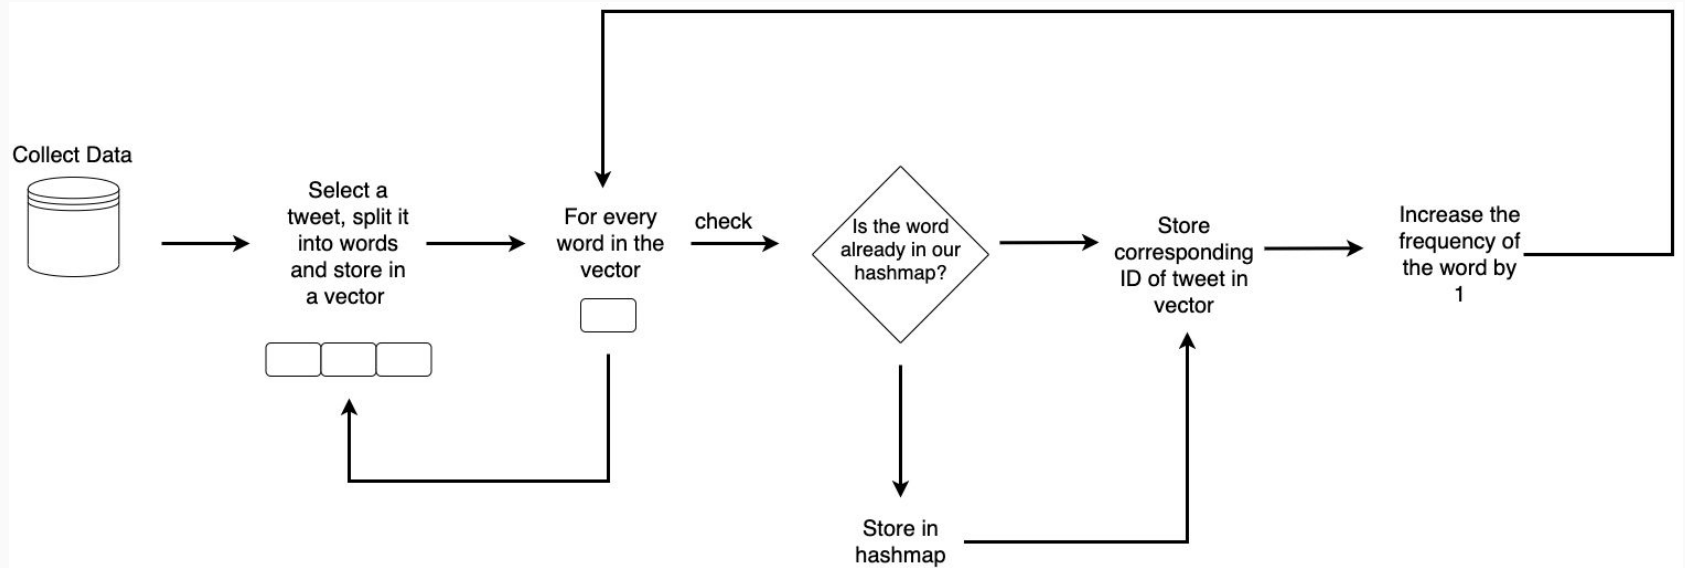 Collect Data
Select a
tweet, split it
into words
and store in
a vector
For every
word in the
vector
check
Is the word
already in our
hashmap?
Store
corresponding
ID of tweet in
vector
Increase the
frequency of
the word by
1
Store in
hashmap